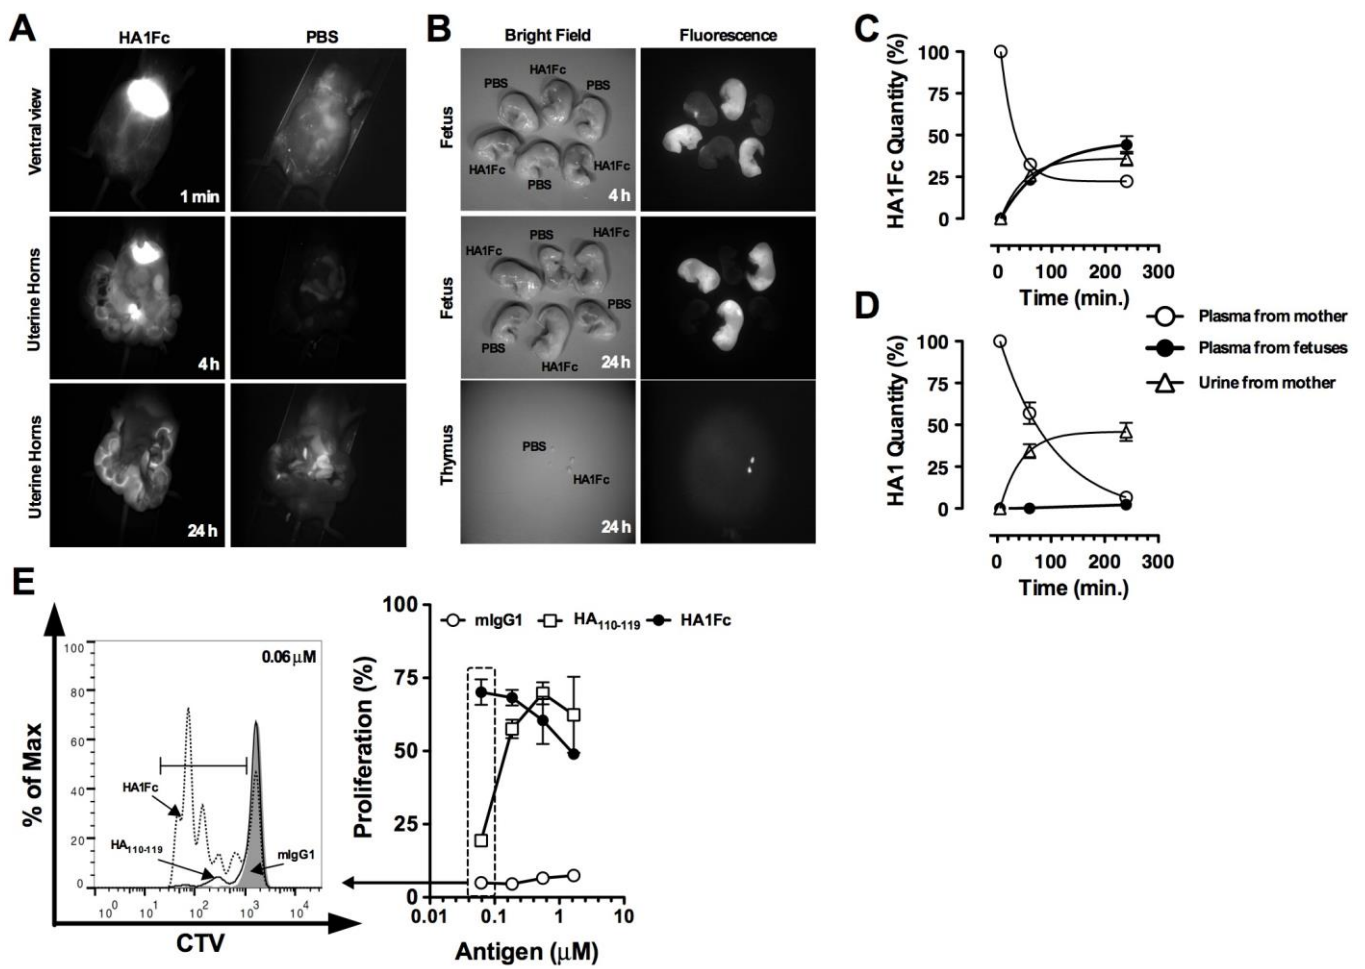 A
HA1Fc
PBS
Ventral view
1 min
Uterine Horns
4 h
Uterine Horns
24 h
B
Bright Field
Fluorescence
Fetus
HA1Fc
PBS
PBS
HA1Fc
PBS
HA1Fc
4 h
Fetus
HA1Fc
PBS
HA1Fc
PBS
PBS
HA1Fc
24 h
Thymus
PBS
HA1Fc
24 h
C
HA1Fc Quantity (%)
100
75
50
25
0
0 100 200 300
Time (min.)
D
HA1 Quantity (%)
100
75
50
25
0
0 100 200 300
Time (min.)
Plasma from mother
Plasma from fetuses
Urine from mother
E
% of Max
100
80
60
40
20
0
0.06 µM
HA1Fc
HA110-119
mIgG1
10^0 10^1 10^2 10^3 10^4
CTV
Proliferation (%)
100
75
50
25
0
mIgG1 HA110-119 HA1Fc
0.01 0.1 1 10
Antigen (µM)